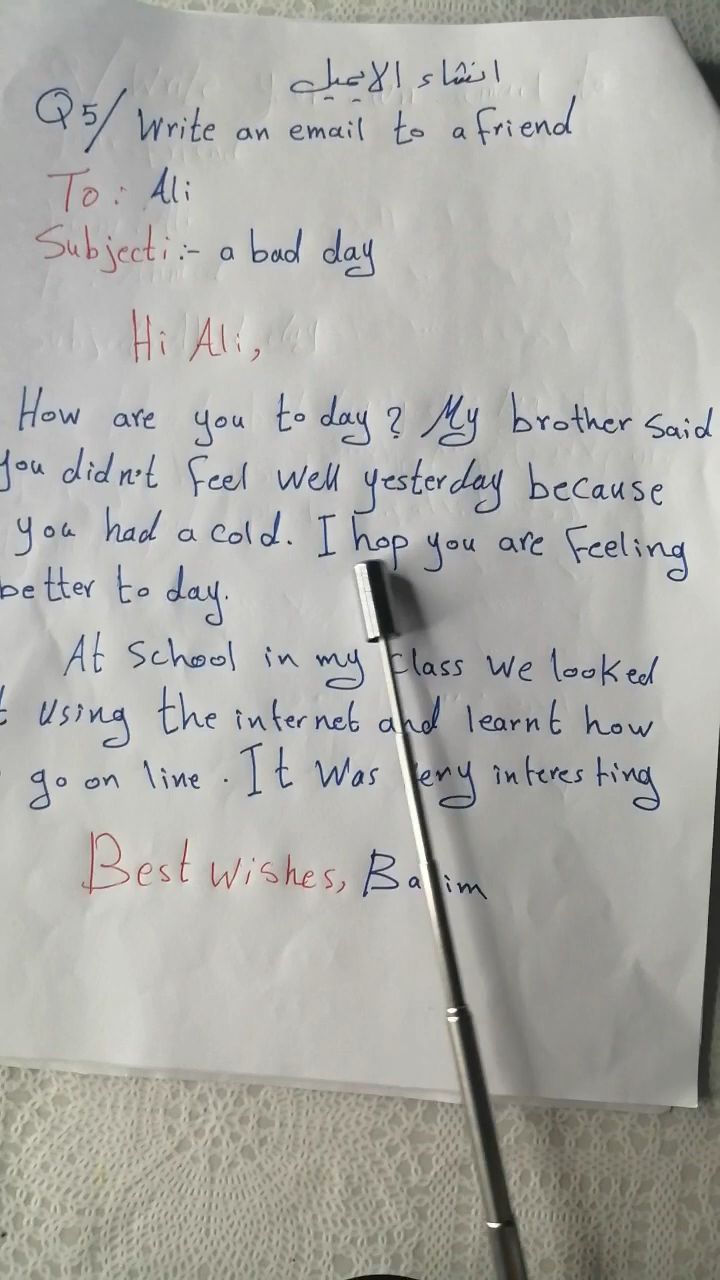 انشاء الايميل
Q5/ Write an email to a friend
To: Ali
Subject:- a bad day
Hi Ali,
How are you to day? My brother said
you didn't feel well yesterday because
you had a cold. I hop you are feeling
better to day.
At school in my class we looked
using the internet and learnt how
go on line. It was very interesting
Best wishes,